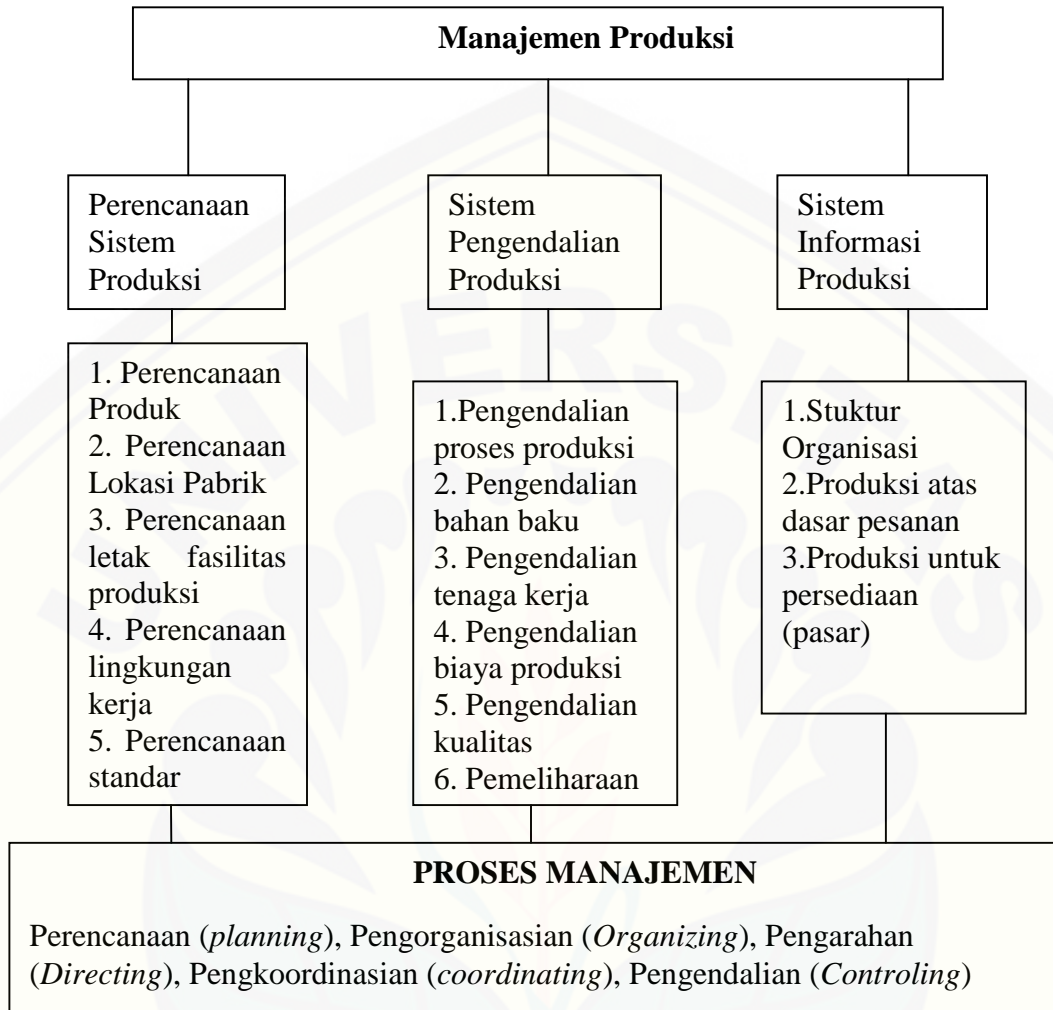 Manajemen Produksi
Perencanaan
Sistem
Produksi
Sistem
Pengendalian
Produksi
Sistem
Informasi
Produksi
1. Perencanaan
Produk
2. Perencanaan
Lokasi Pabrik
3. Perencanaan
letak fasilitas
produksi
4. Perencanaan
lingkungan
kerja
5. Perencanaan
standar
1.Pengendalian
proses produksi
2. Pengendalian
bahan baku
3. Pengendalian
tenaga kerja
4. Pengendalian
biaya produksi
5. Pengendalian
kualitas
6. Pemeliharaan
1.Stuktur
Organisasi
2.Produksi atas
dasar pesanan
3.Produksi untuk
persediaan
(pasar)
PROSES MANAJEMEN
Perencanaan (planning), Pengorganisasian (Organizing), Pengarahan
(Directing), Pengkoordinasian (coordinating), Pengendalian (Controling)
UNIVERSITAS